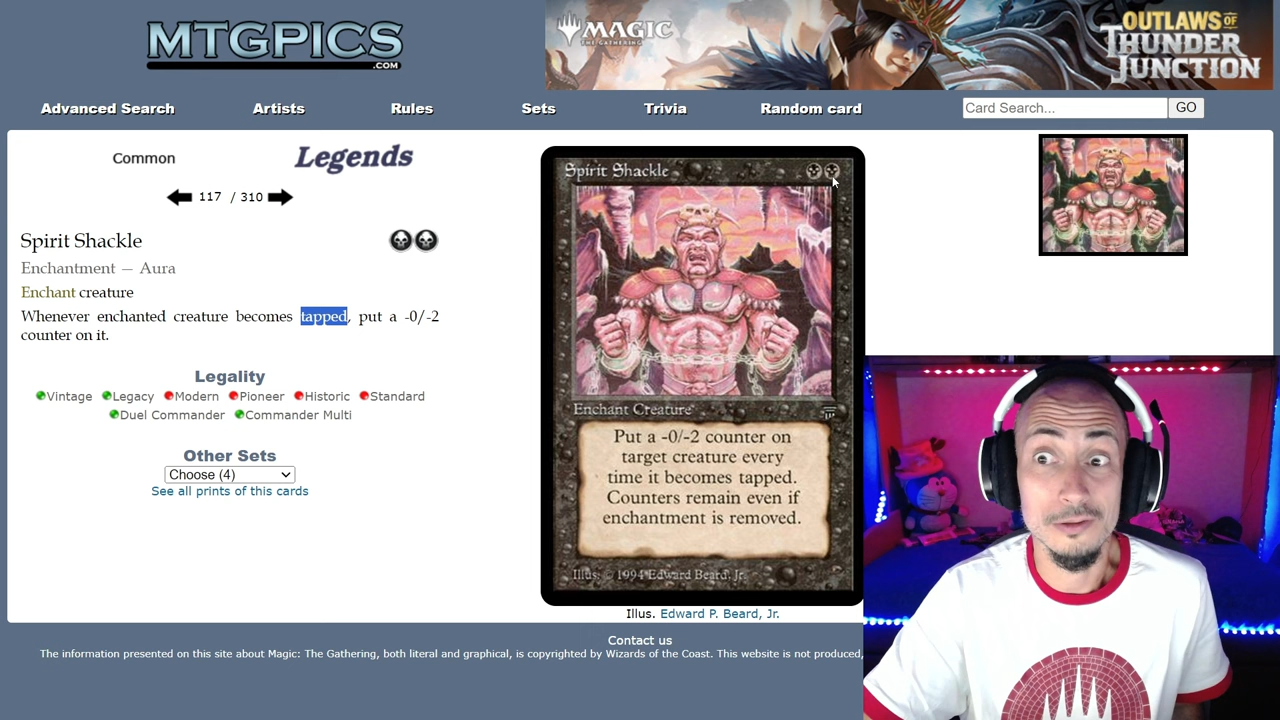 MTGPICS
.COM
MAGIC
THE GATHERING
OUTLAWS OF
THUNDER
JUNCTION
Advanced Search
Artists
Rules
Sets
Trivia
Random card
Card Search...
GO
Common
Legends
117 / 310
Spirit Shackle
Enchantment — Aura
Enchant creature
Whenever enchanted creature becomes tapped, put a -0/-2
counter on it.
Legality
Vintage Legacy Modern Pioneer Historic Standard
Duel Commander Commander Multi
Other Sets
Choose (4)
See all prints of this cards
Spirit Shackle
Enchant Creature
Put a -0/-2 counter on
target creature every
time it becomes tapped.
Counters remain even if
enchantment is removed.
Illus. © 1994 Edward Beard, Jr.
Illus. Edward P. Beard, Jr.
Contact us
The information presented on this site about Magic: The Gathering, both literal and graphical, is copyrighted by Wizards of the Coast. This website is not produced,